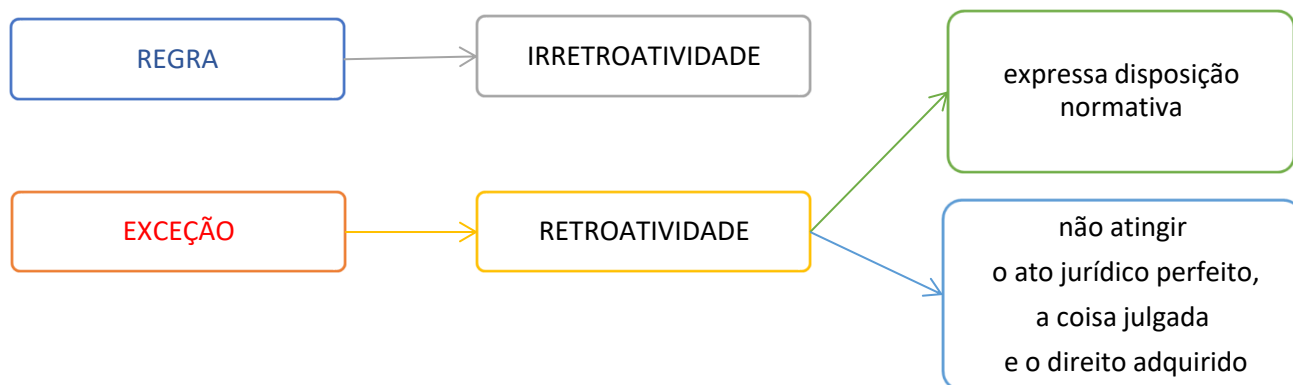 REGRA
IRRETROATIVIDADE
expressa disposição
normativa
EXCEÇÃO
RETROATIVIDADE
não atingir
o ato jurídico perfeito,
a coisa julgada
e o direito adquirido